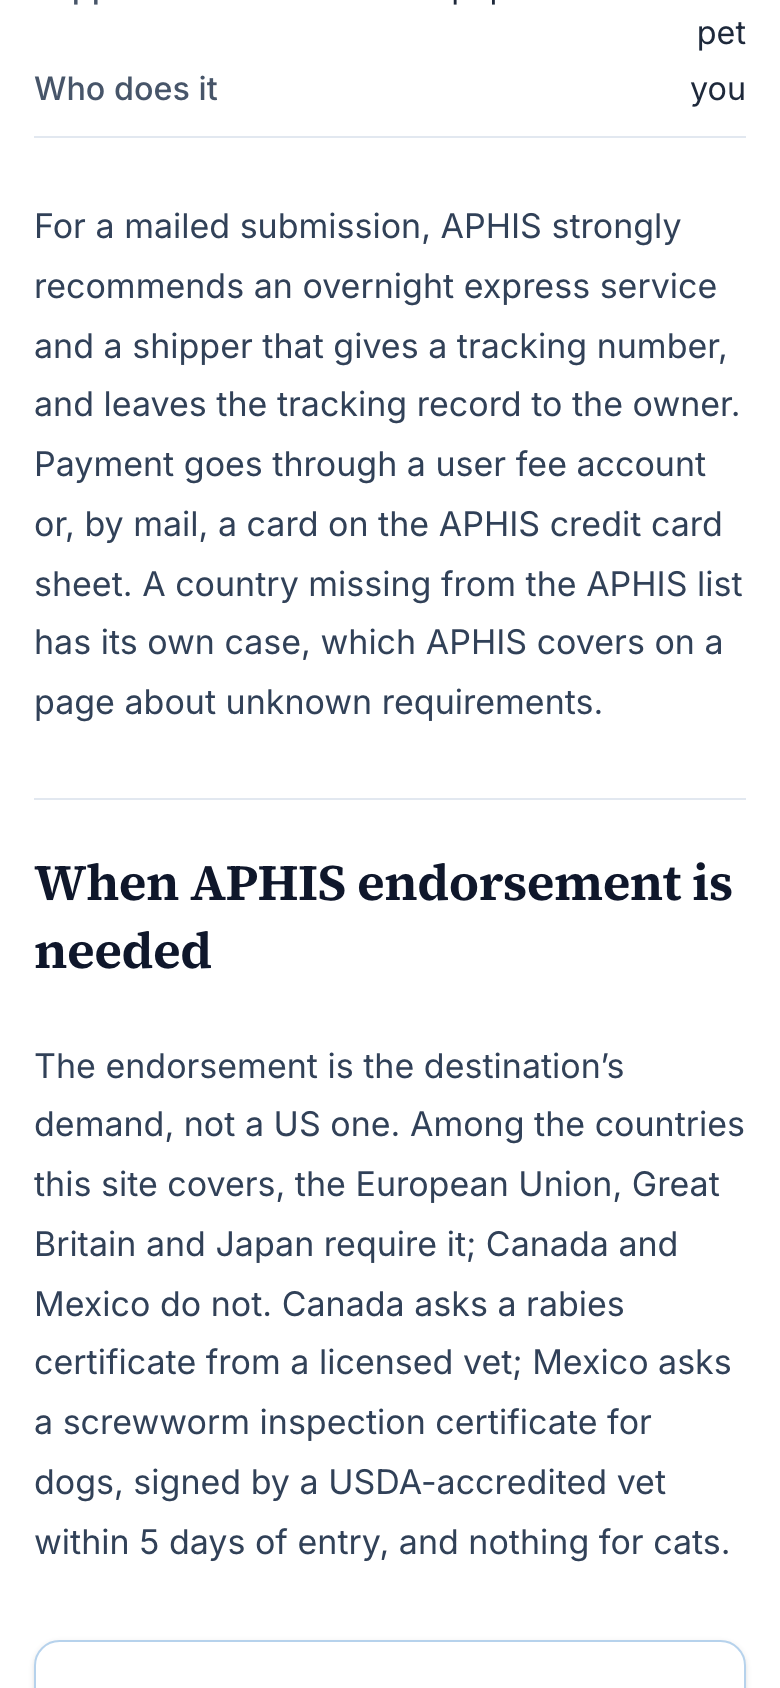 pet
Who does it you
For a mailed submission, APHIS strongly
recommends an overnight express service
and a shipper that gives a tracking number,
and leaves the tracking record to the owner.
Payment goes through a user fee account
or, by mail, a card on the APHIS credit card
sheet. A country missing from the APHIS list
has its own case, which APHIS covers on a
page about unknown requirements.
When APHIS endorsement is
needed
The endorsement is the destination’s
demand, not a US one. Among the countries
this site covers, the European Union, Great
Britain and Japan require it; Canada and
Mexico do not. Canada asks a rabies
certificate from a licensed vet; Mexico asks
a screwworm inspection certificate for
dogs, signed by a USDA-accredited vet
within 5 days of entry, and nothing for cats.